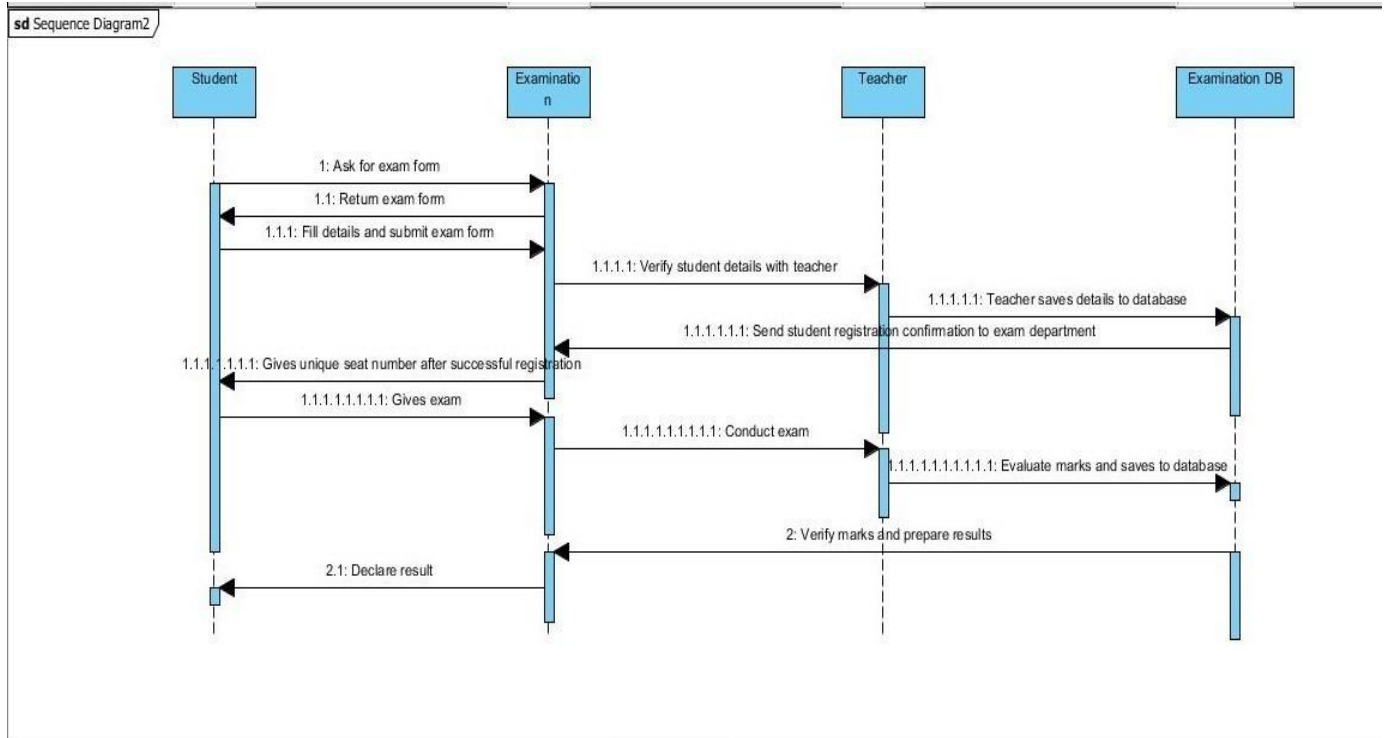 sd Sequence Diagram2
Student
Examinatio
n
Teacher
Examination DB
1: Ask for exam form
1.1: Return exam form
1.1.1: Fill details and submit exam form
1.1.1.1: Verify student details with teacher
1.1.1.1.1: Teacher saves details to database
1.1.1.1.1.1: Send student registration confirmation to exam department
1.1.1.1.1.1.1: Gives unique seat number after successful registration
1.1.1.1.1.1.1.1: Gives exam
1.1.1.1.1.1.1.1.1: Conduct exam
1.1.1.1.1.1.1.1.1.1: Evaluate marks and saves to database
2: Verify marks and prepare results
2.1: Declare result